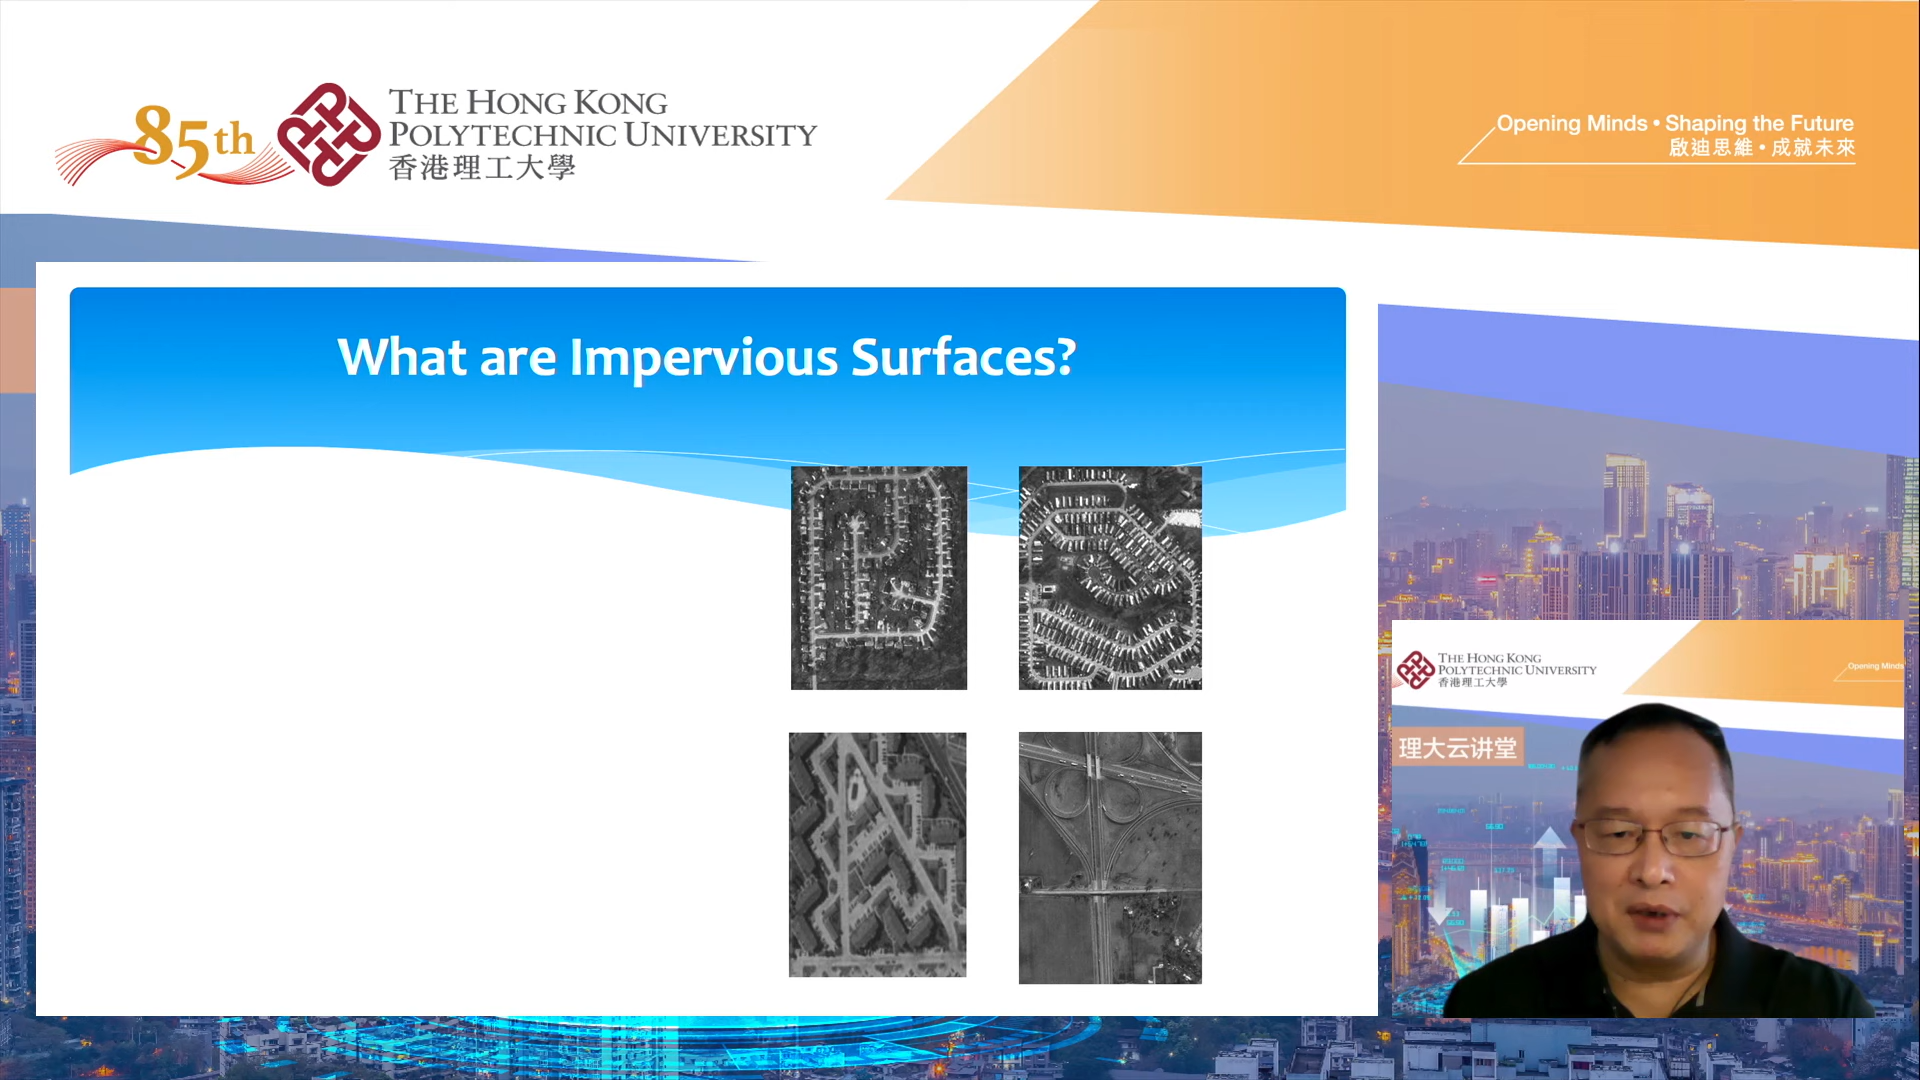 85th
THE HONG KONG
POLYTECHNIC UNIVERSITY
香港理工大學
Opening Minds • Shaping the Future
啟迪思維 • 成就未來
What are Impervious Surfaces?
THE HONG KONG
POLYTECHNIC UNIVERSITY
香港理工大學
Opening Minds
理大云讲堂